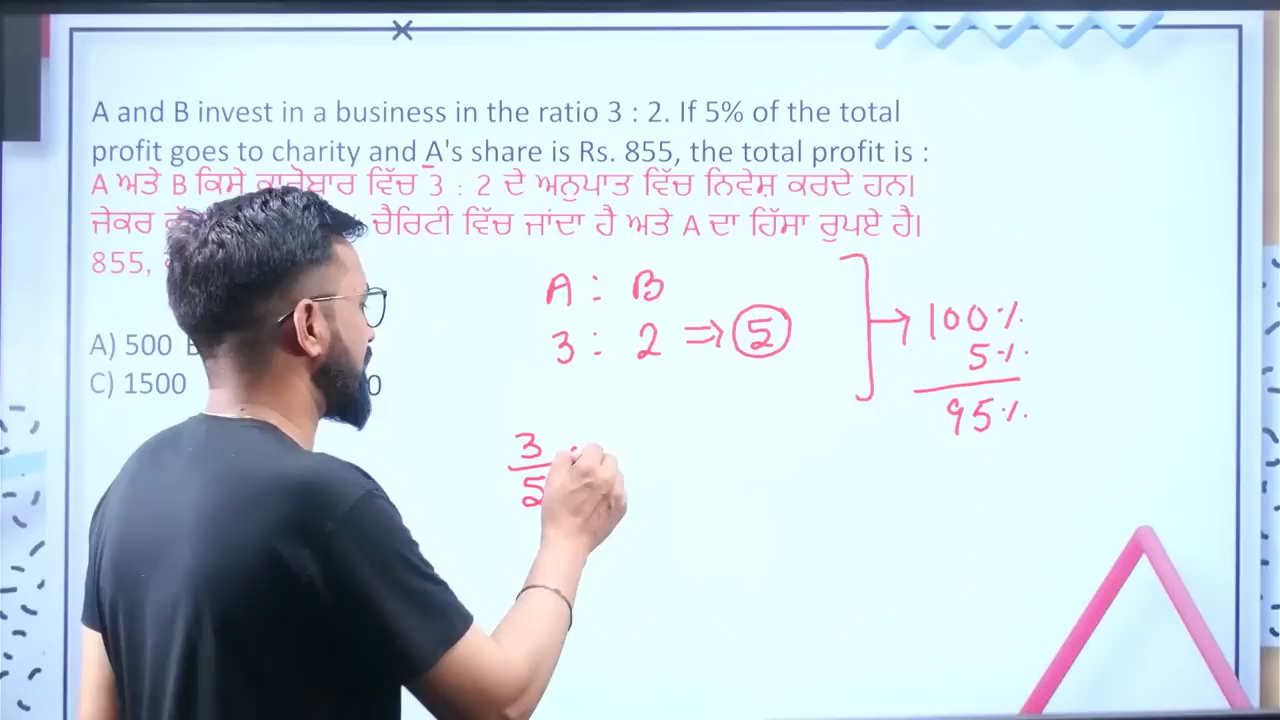 A and B invest in a business in the ratio 3 : 2. If 5% of the total
profit goes to charity and A's share is Rs. 855, the total profit is :
A ਅਤੇ B ਕਿਸੇ ਕਾਰੋਬਾਰ ਵਿੱਚ 3 : 2 ਦੇ ਅਨੁਪਾਤ ਵਿੱਚ ਨਿਵੇਸ਼ ਕਰਦੇ ਹਨ।
ਜੇਕਰ ਚੈਰਿਟੀ ਵਿੱਚ ਜਾਂਦਾ ਹੈ ਅਤੇ A ਦਾ ਹਿੱਸਾ ਰੁਪਏ ਹੈ।
855,
A : B
3 : 2 ⇒ 5
100%
5%
95%
A) 500
C) 1500
3
5